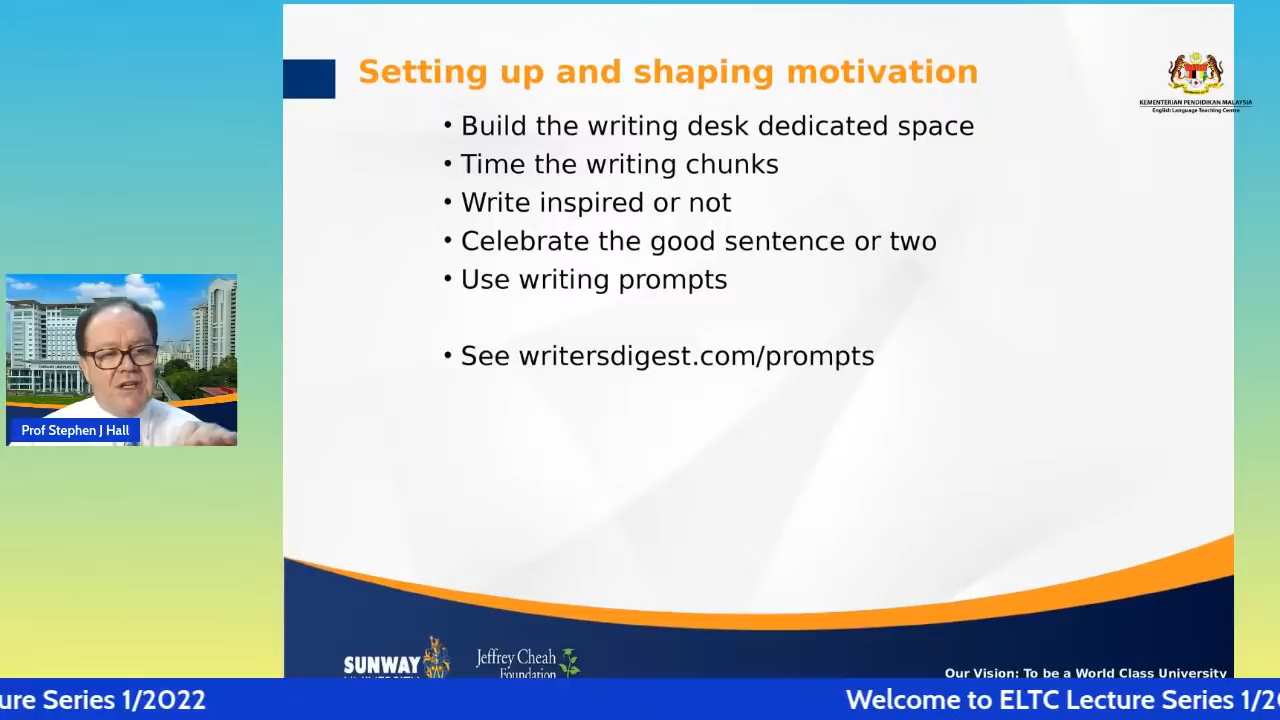 Setting up and shaping motivation
KEMENTERIAN PENDIDIKAN MALAYSIA
English Language Teaching Centre
• Build the writing desk dedicated space
• Time the writing chunks
• Write inspired or not
• Celebrate the good sentence or two
• Use writing prompts
• See writersdigest.com/prompts
Prof Stephen J Hall
SUNWAY
Jeffrey Cheah
Foundation
Our Vision: To be a World Class University
ure Series 1/2022
Welcome to ELTC Lecture Series 1/20